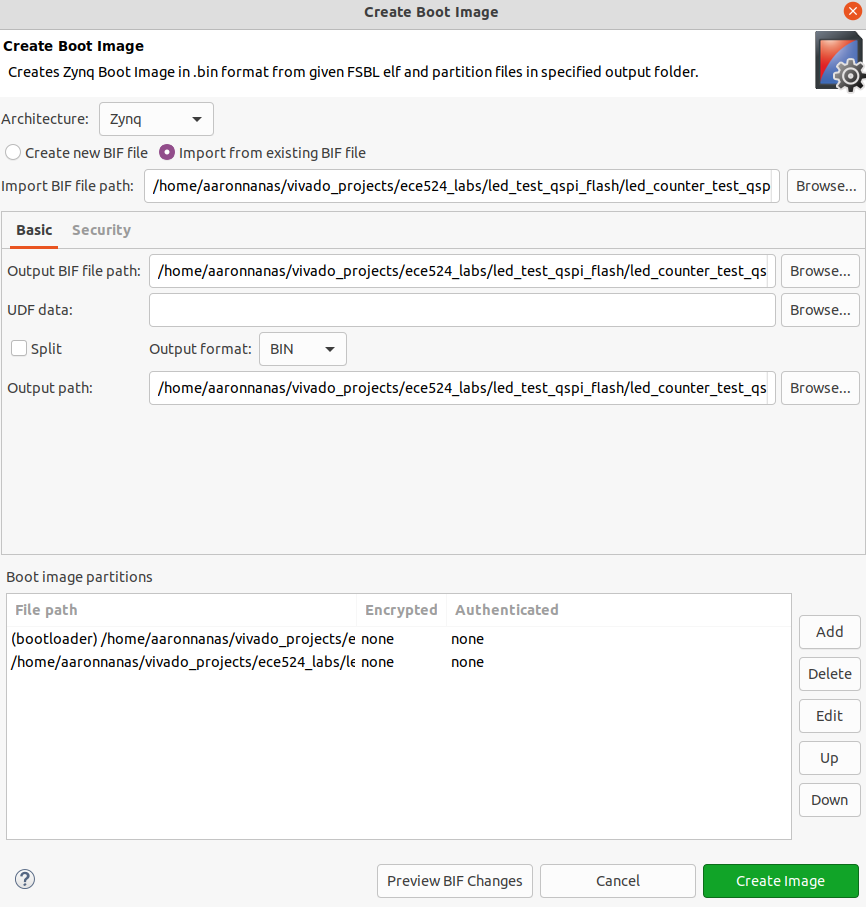 Create Boot Image
Create Boot Image
Creates Zynq Boot Image in .bin format from given FSBL elf and partition files in specified output folder.
Architecture: Zynq
Create new BIF file Import from existing BIF file
Import BIF file path: /home/aaronnanas/vivado_projects/ece524_labs/led_test_qspi_flash/led_counter_test_qsp Browse...
Basic Security
Output BIF file path: /home/aaronnanas/vivado_projects/ece524_labs/led_test_qspi_flash/led_counter_test_qs Browse...
UDF data: Browse...
Split Output format: BIN
Output path: /home/aaronnanas/vivado_projects/ece524_labs/led_test_qspi_flash/led_counter_test_qs Browse...
Boot image partitions
File path Encrypted Authenticated
(bootloader) /home/aaronnanas/vivado_projects/e none none
/home/aaronnanas/vivado_projects/ece524_labs/le none none
Add
Delete
Edit
Up
Down
? Preview BIF Changes Cancel Create Image